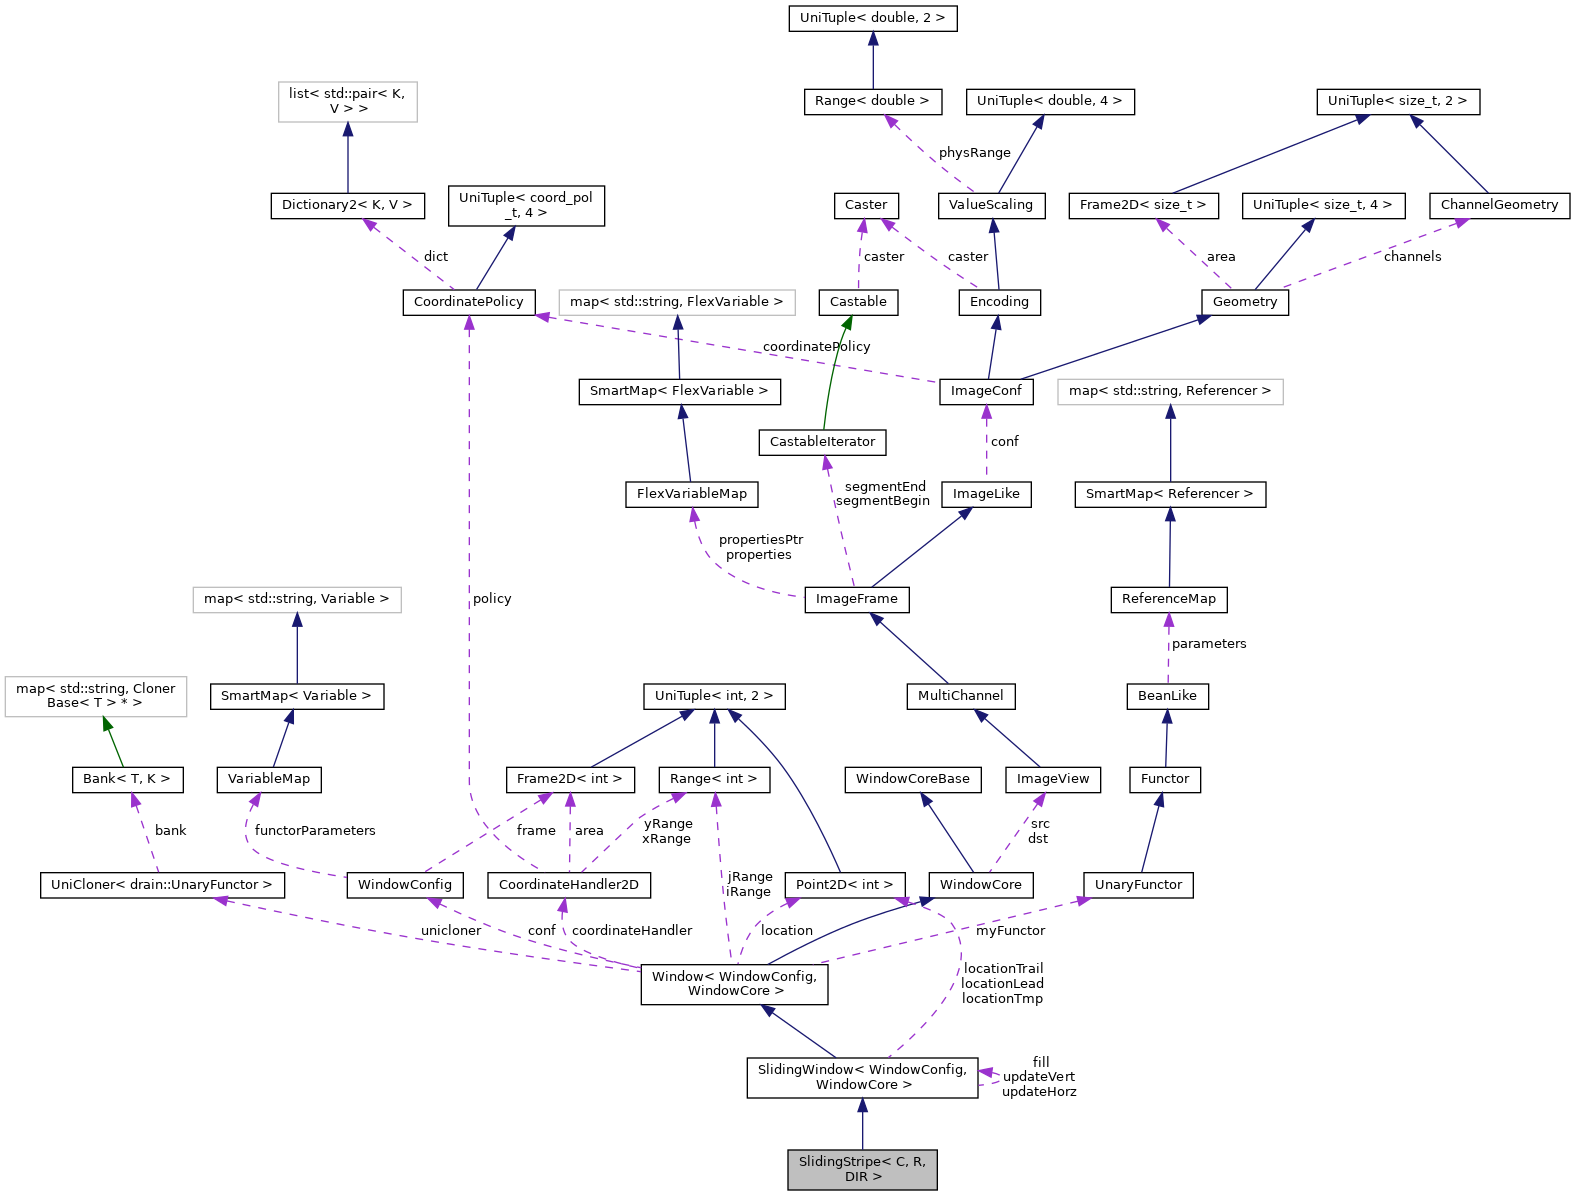 UniTuple< double, 2 >
list< std::pair< K,
V > >
Range< double >
UniTuple< double, 4 >
UniTuple< size_t, 2 >
physRange
Dictionary2< K, V >
UniTuple< coord_pol
_t, 4 >
Caster
ValueScaling
Frame2D< size_t >
UniTuple< size_t, 4 >
ChannelGeometry
dict
caster
caster
area
channels
CoordinatePolicy
map< std::string, FlexVariable >
Castable
Encoding
Geometry
coordinatePolicy
SmartMap< FlexVariable >
ImageConf
map< std::string, Referencer >
CastableIterator
conf
segmentEnd
segmentBegin
FlexVariableMap
ImageLike
SmartMap< Referencer >
propertiesPtr
properties
map< std::string, Variable >
policy
ImageFrame
ReferenceMap
parameters
map< std::string, Cloner
Base< T > * >
SmartMap< Variable >
UniTuple< int, 2 >
MultiChannel
BeanLike
Bank< T, K >
VariableMap
Frame2D< int >
Range< int >
WindowCoreBase
ImageView
Functor
bank
functorParameters
frame
area
yRange
xRange
src
dst
UniCloner< drain::UnaryFunctor >
WindowConfig
CoordinateHandler2D
jRange
iRange
Point2D< int >
WindowCore
UnaryFunctor
unicloner
conf
coordinateHandler
location
myFunctor
Window< WindowConfig,
WindowCore >
locationTrail
locationLead
locationTmp
SlidingWindow< WindowConfig,
WindowCore >
fill
updateVert
updateHorz
SlidingStripe< C, R,
DIR >